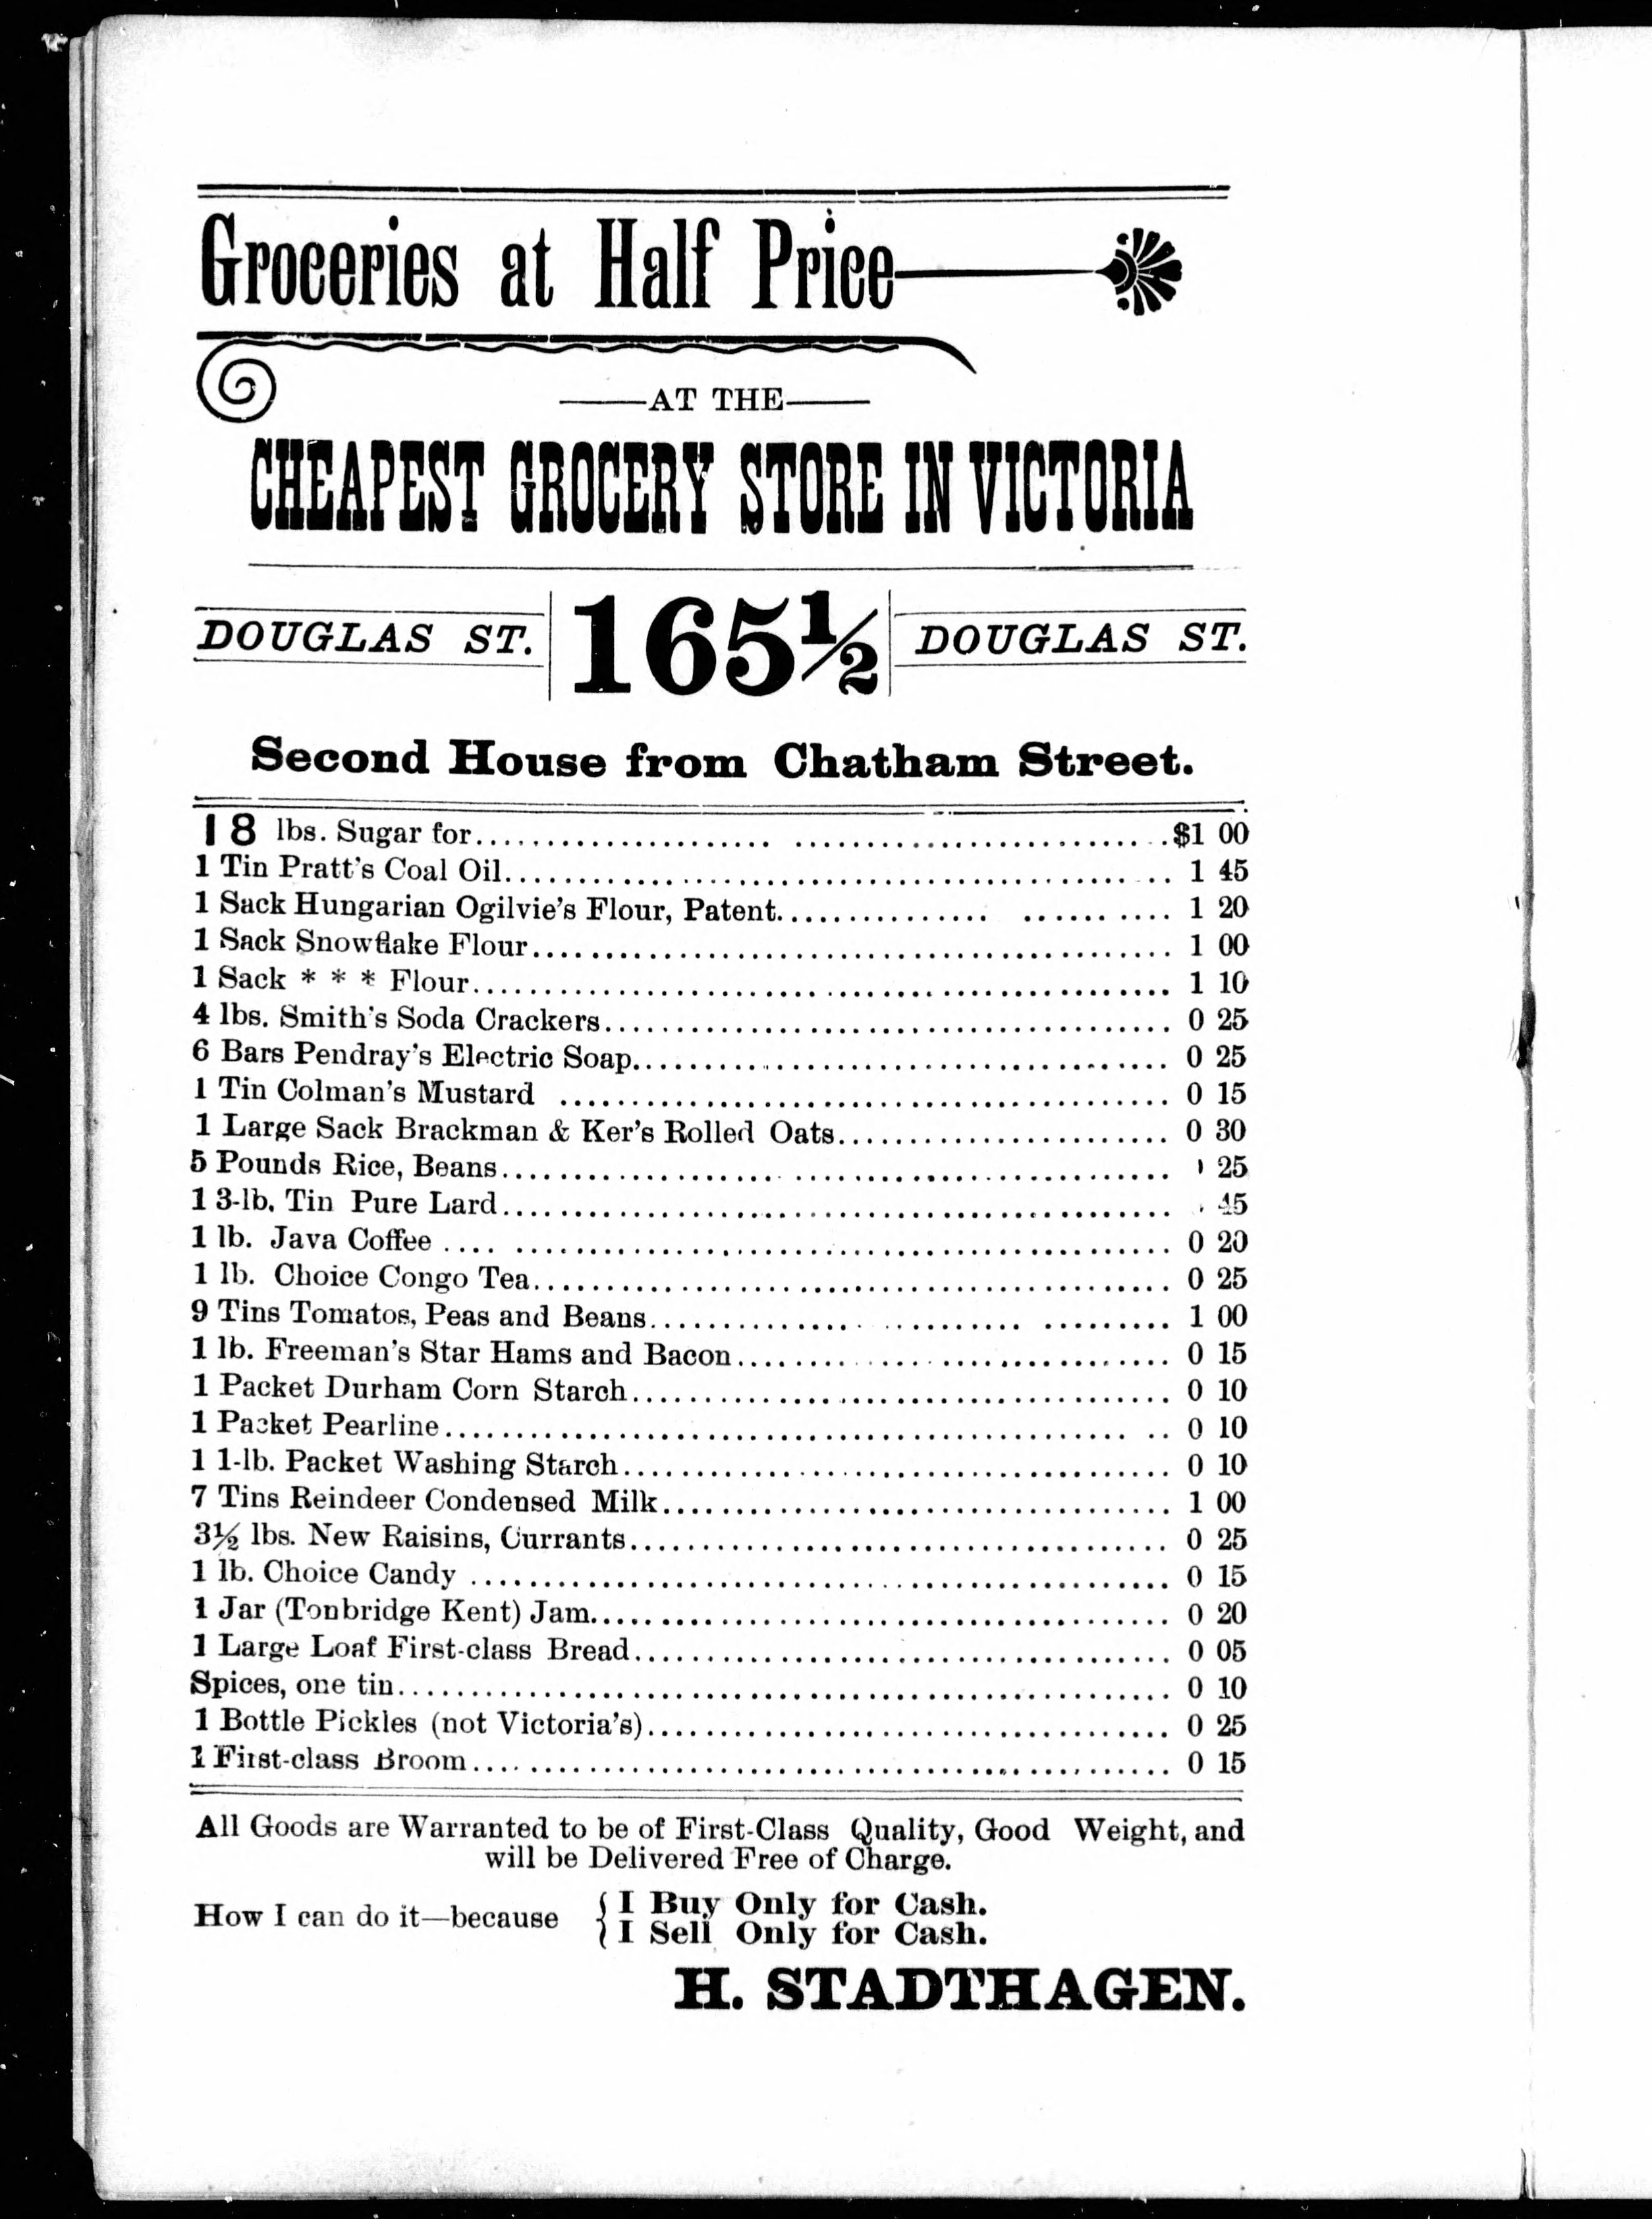 Groceries at Half Price
AT THE
CHEAPEST GROCERY STORE IN VICTORIA
DOUGLAS ST. 165½ DOUGLAS ST.
Second House from Chatham Street.
18 lbs. Sugar for $1 00
1 Tin Pratt's Coal Oil 1 45
1 Sack Hungarian Ogilvie's Flour, Patent 1 20
1 Sack Snowflake Flour 1 00
1 Sack * * * Flour 1 10
4 lbs. Smith's Soda Crackers 0 25
6 Bars Pendray's Electric Soap 0 25
1 Tin Colman's Mustard 0 15
1 Large Sack Brackman & Ker's Rolled Oats 0 30
5 Pounds Rice, Beans 25
1 3-lb. Tin Pure Lard 45
1 lb. Java Coffee 0 20
1 lb. Choice Congo Tea 0 25
9 Tins Tomatos, Peas and Beans 1 00
1 lb. Freeman's Star Hams and Bacon 0 15
1 Packet Durham Corn Starch 0 10
1 Packet Pearline 0 10
1 1-lb. Packet Washing Starch 0 10
7 Tins Reindeer Condensed Milk 1 00
3½ lbs. New Raisins, Currants 0 25
1 lb. Choice Candy 0 15
1 Jar (Tonbridge Kent) Jam 0 20
1 Large Loaf First-class Bread 0 05
Spices, one tin 0 10
1 Bottle Pickles (not Victoria's) 0 25
1 First-class Broom 0 15
All Goods are Warranted to be of First-Class Quality, Good Weight, and
will be Delivered Free of Charge.
How I can do it—because { I Buy Only for Cash.
I Sell Only for Cash.
H. STADTHAGEN.